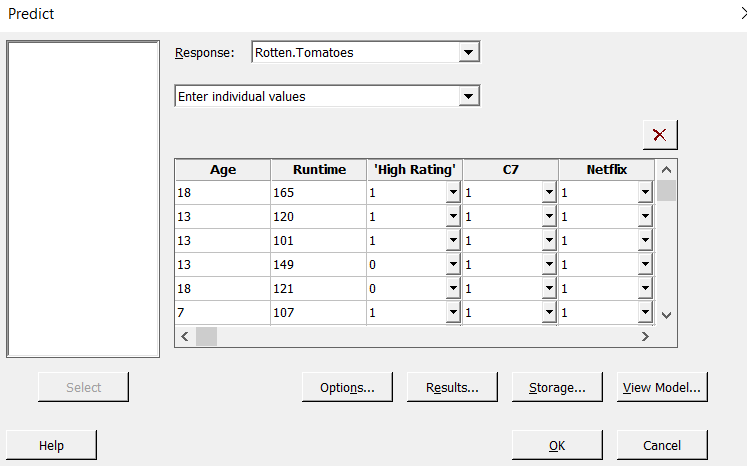 Predict
Response: Rotten.Tomatoes
Enter individual values
Age Runtime 'High Rating' C7 Netflix
18 165 1 1 1
13 120 1 1 1
13 101 1 1 1
13 149 0 1 1
18 121 0 1 1
7 107 1 1 1
Select Options... Results... Storage... View Model...
Help OK Cancel